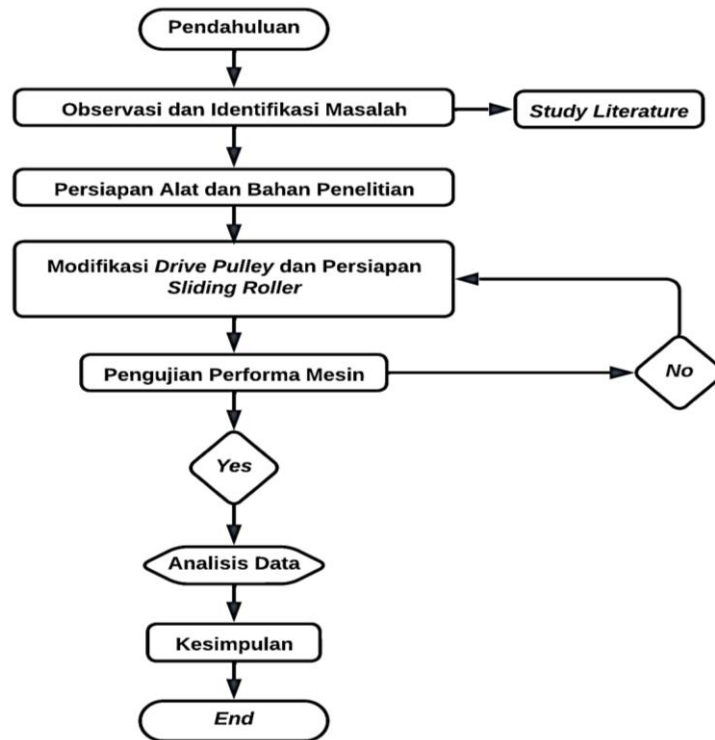 Pendahuluan
Observasi dan Identifikasi Masalah
Study Literature
Persiapan Alat dan Bahan Penelitian
Modifikasi Drive Pulley dan Persiapan
Sliding Roller
Pengujian Performa Mesin
No
Yes
Analisis Data
Kesimpulan
End